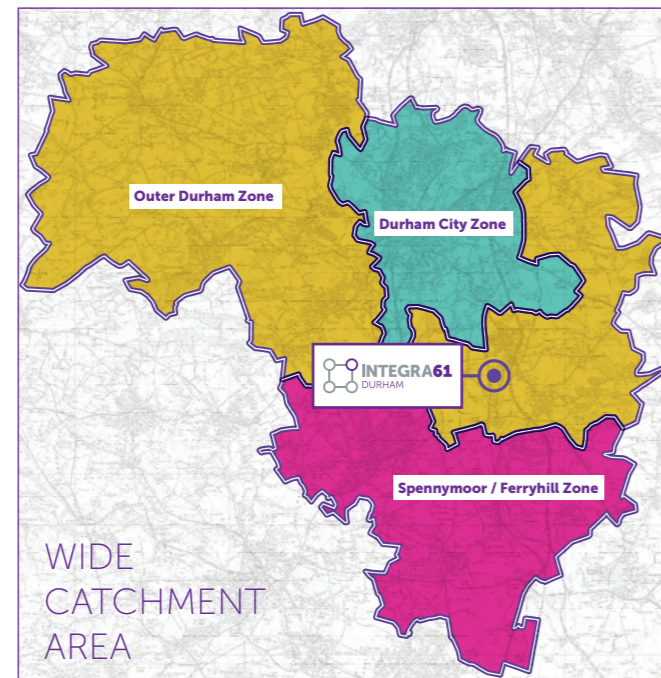 Outer Durham Zone
Durham City Zone
INTEGRA61
DURHAM
Spennymoor / Ferryhill Zone
WIDE
CATCHMENT
AREA